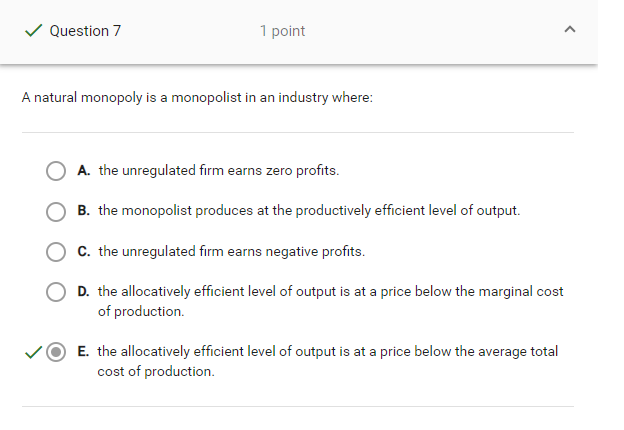 Question 7 1 point
A natural monopoly is a monopolist in an industry where:
A. the unregulated firm earns zero profits.
B. the monopolist produces at the productively efficient level of output.
C. the unregulated firm earns negative profits.
D. the allocatively efficient level of output is at a price below the marginal cost
of production.
E. the allocatively efficient level of output is at a price below the average total
cost of production.